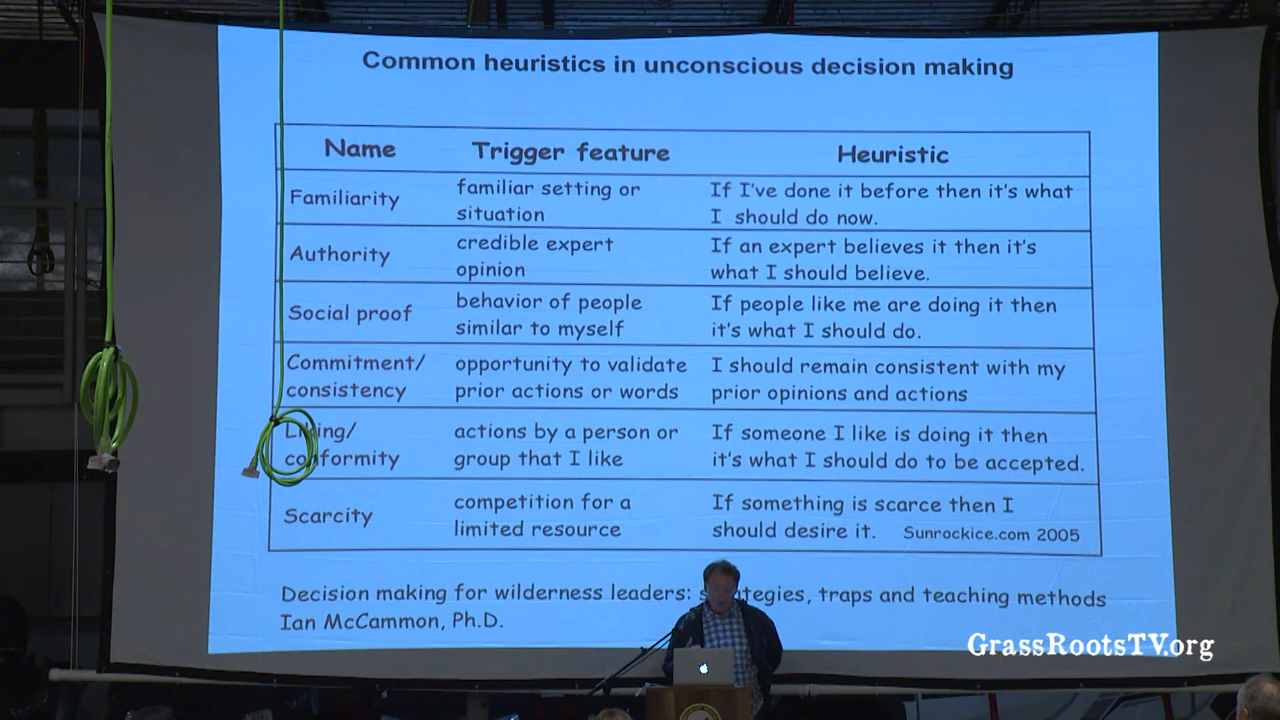 Common heuristics in unconscious decision making
Name Trigger feature Heuristic
Familiarity
familiar setting or
situation
If I've done it before then it's what
I should do now.
Authority
credible expert
opinion
If an expert believes it then it's
what I should believe.
Social proof
behavior of people
similar to myself
If people like me are doing it then
it's what I should do.
Commitment/
consistency
opportunity to validate
prior actions or words
I should remain consistent with my
prior opinions and actions
conformity
actions by a person or
group that I like
If someone I like is doing it then
it's what I should do to be accepted.
Scarcity
competition for a
limited resource
If something is scarce then I
should desire it.
Sunrockice.com 2005
Decision making for wilderness leaders: strategies, traps and teaching methods
Ian McCammon, Ph.D.
GrassRootsTV.org